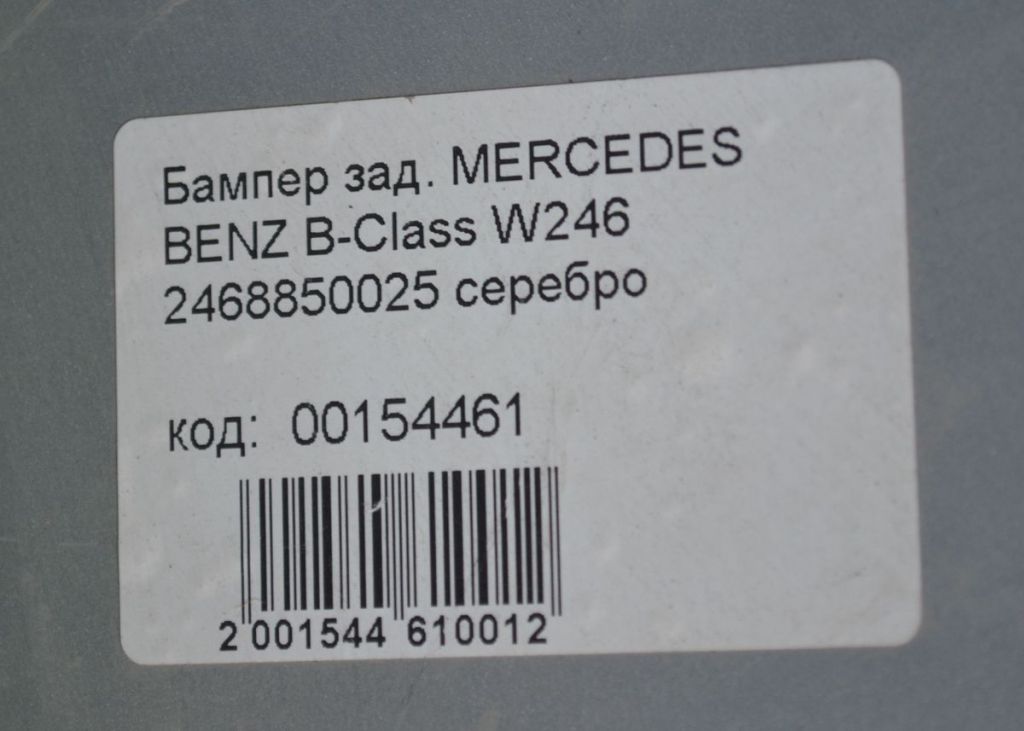 Бампер зад. MERCEDES
BENZ B-Class W246
2468850025 серебро
код: 00154461
2 001544 610012